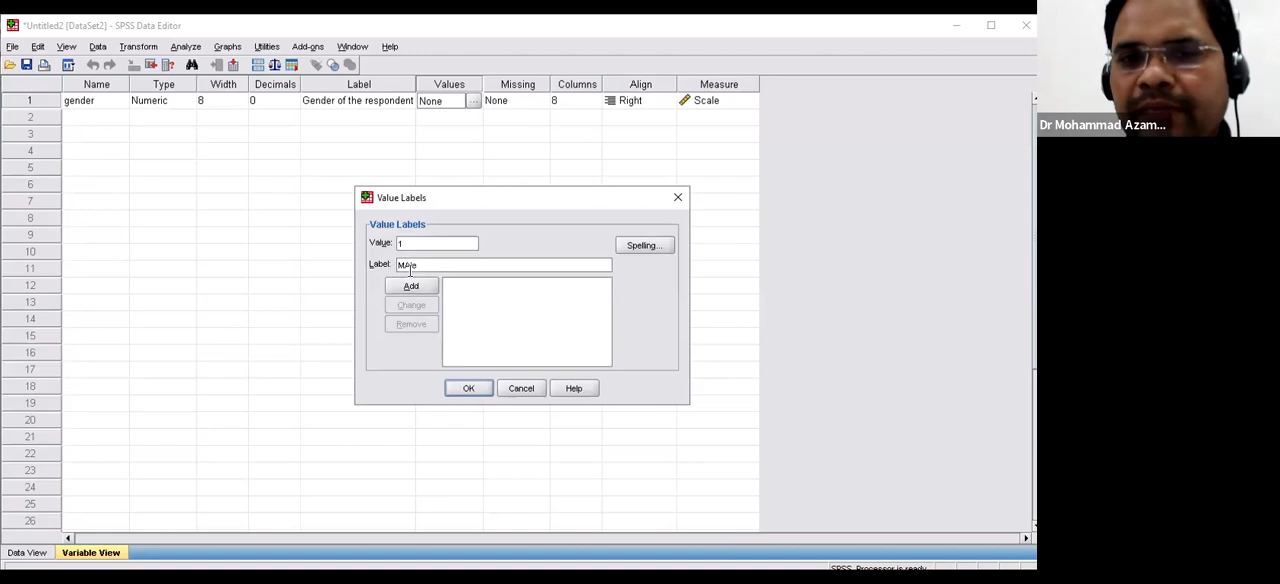 *Untitled2 [DataSet2] - SPSS Data Editor
File Edit View Data Transform Analyze Graphs Utilities Add-ons Window Help
Name Type Width Decimals Label Values Missing Columns Align Measure
1 gender Numeric 8 0 Gender of the respondent None ... None 8 Right Scale
2
3
4
5
6
7
8
9
10
11
12
13
14
15
16
17
18
19
20
21
22
23
24
25
26
Value Labels
Value Labels
Value: 1
Spelling...
Label:
Add
Change
Remove
OK Cancel Help
Data View Variable View
SPSS Processor is ready
Dr Mohammad Azam...